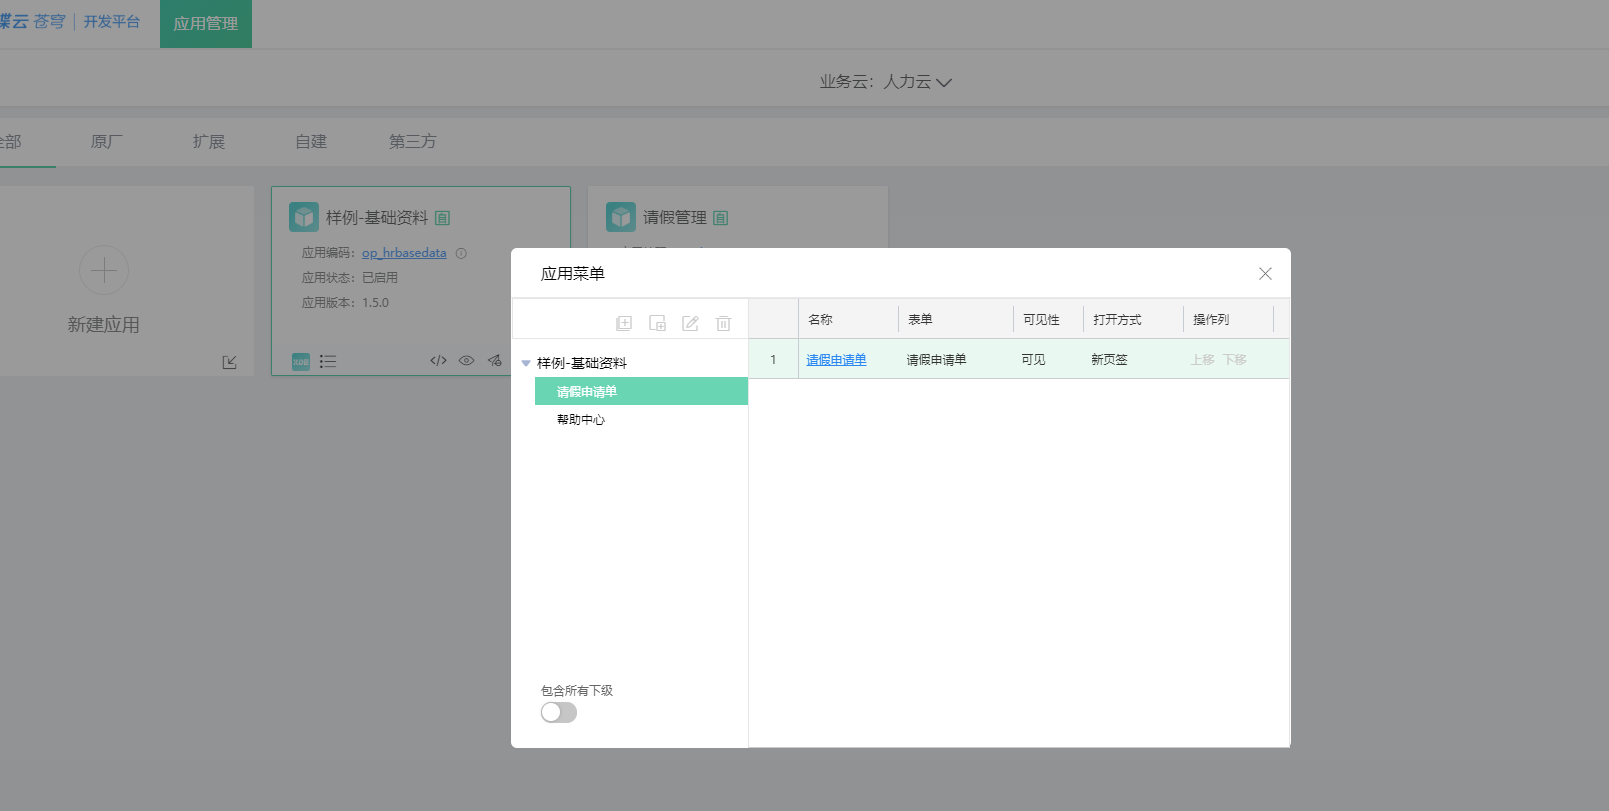 蝶云 苍穹 | 开发平台
应用管理
业务云：人力云
全部
原厂
扩展
自建
第三方
新建应用
样例-基础资料 自
应用编码：op_hrbasedata
应用状态：已启用
应用版本：1.5.0
请假管理 自
应用菜单
样例-基础资料
请假申请单
帮助中心
包含所有下级
名称 表单 可见性 打开方式 操作列
1 请假申请单 请假申请单 可见 新页签 上移 下移